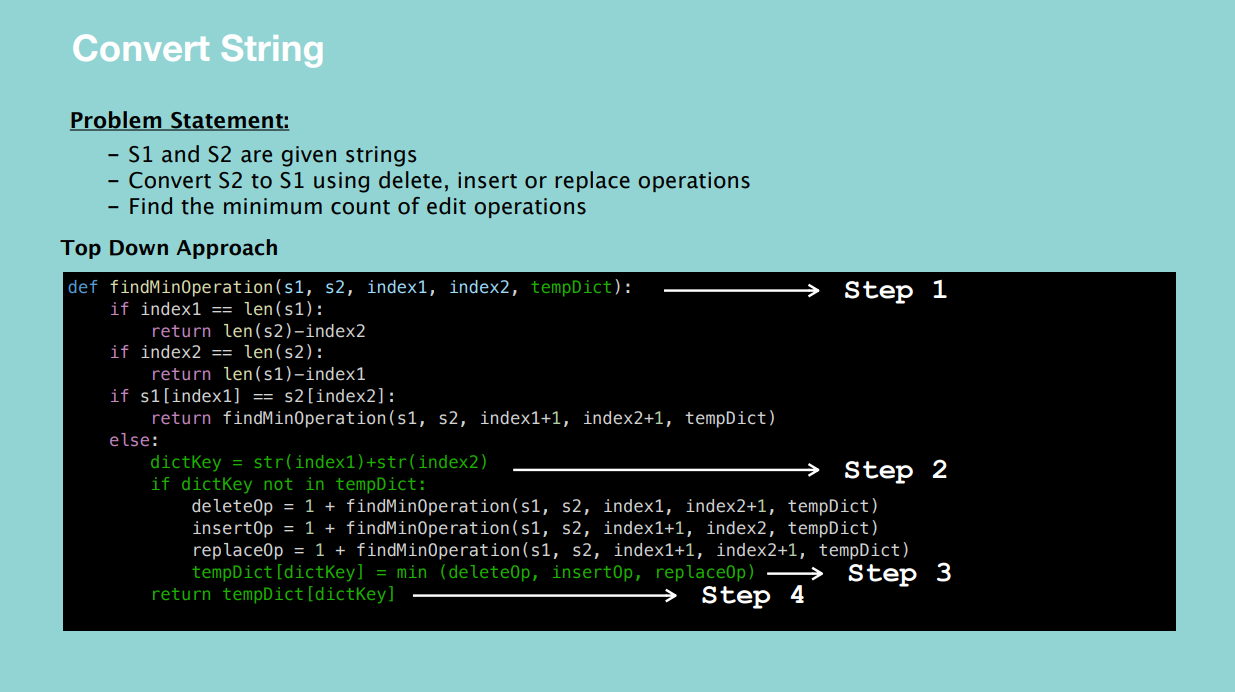 Convert String
Problem Statement:
- S1 and S2 are given strings
- Convert S2 to S1 using delete, insert or replace operations
- Find the minimum count of edit operations
Top Down Approach
def findMinOperation(s1, s2, index1, index2, tempDict): Step 1
    if index1 == len(s1):
        return len(s2)-index2
    if index2 == len(s2):
        return len(s1)-index1
    if s1[index1] == s2[index2]:
        return findMinOperation(s1, s2, index1+1, index2+1, tempDict)
    else:
        dictKey = str(index1)+str(index2) Step 2
        if dictKey not in tempDict:
            deleteOp = 1 + findMinOperation(s1, s2, index1, index2+1, tempDict)
            insertOp = 1 + findMinOperation(s1, s2, index1+1, index2, tempDict)
            replaceOp = 1 + findMinOperation(s1, s2, index1+1, index2+1, tempDict)
            tempDict[dictKey] = min (deleteOp, insertOp, replaceOp) Step 3
        return tempDict[dictKey] Step 4